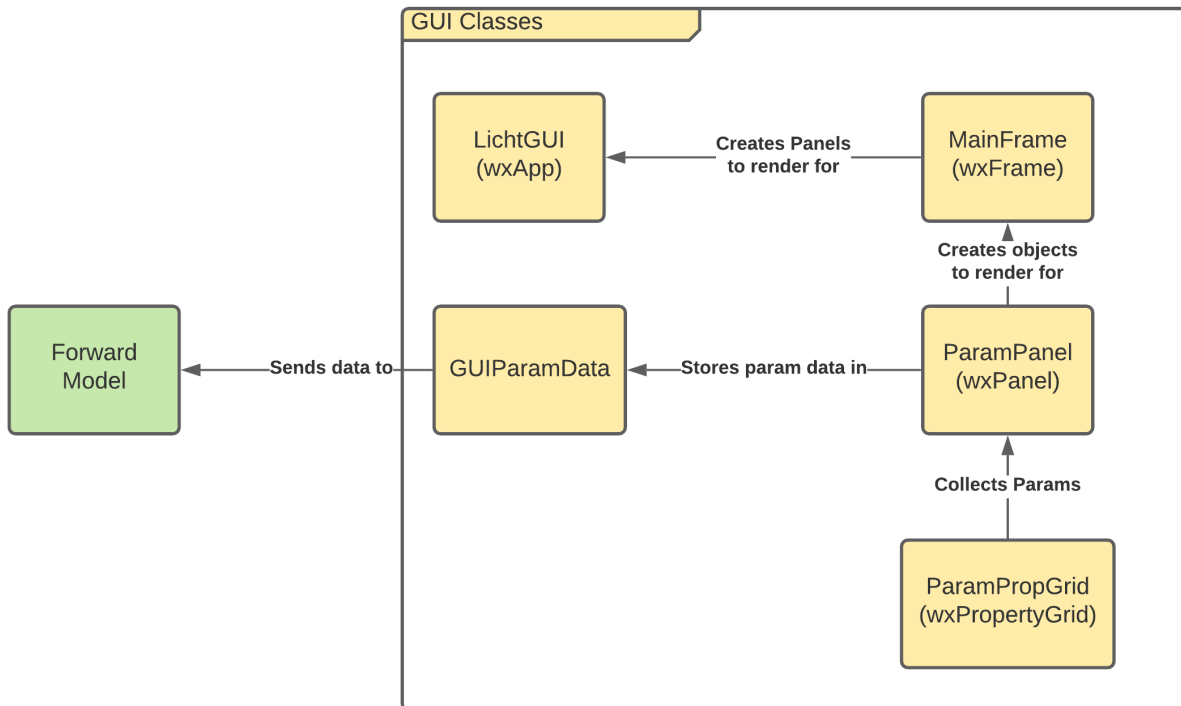 GUI Classes
LichtGUI
(wxApp)
Creates Panels
to render for
MainFrame
(wxFrame)
Creates objects
to render for
Forward
Model
Sends data to
GUIParamData
Stores param data in
ParamPanel
(wxPanel)
Collects Params
ParamPropGrid
(wxPropertyGrid)